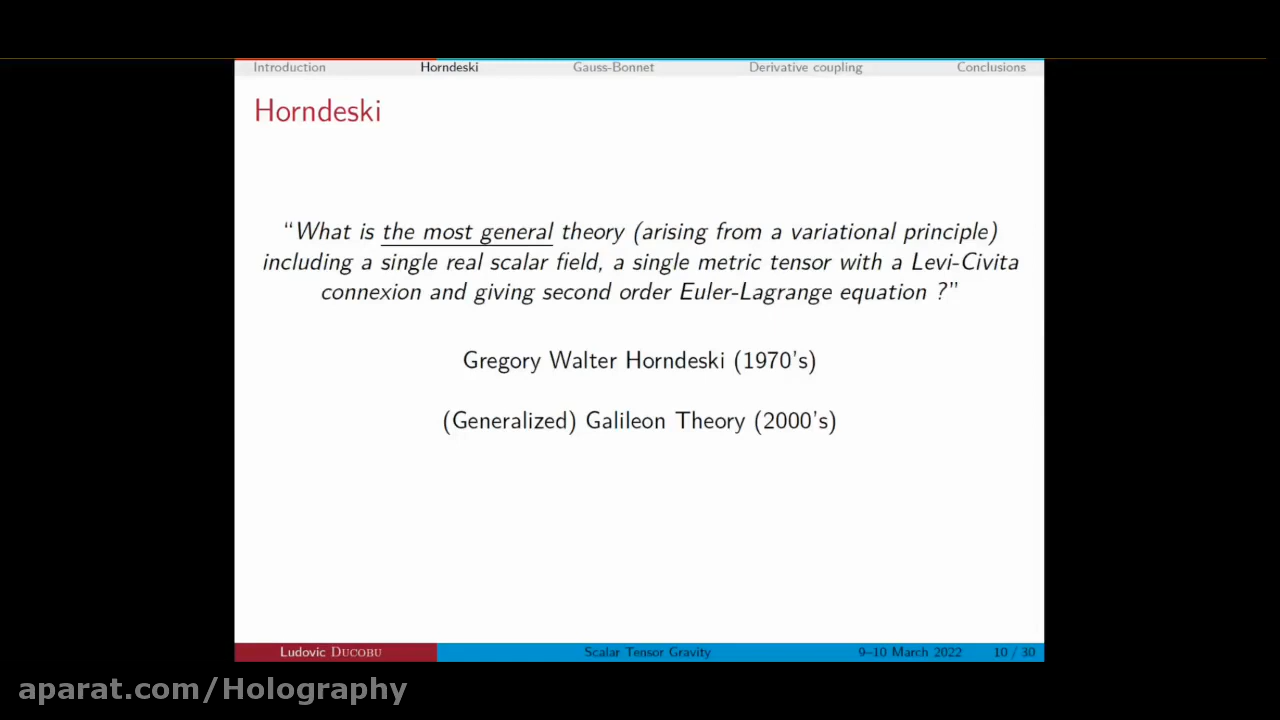 Introduction Horndeski Gauss-Bonnet Derivative coupling Conclusions
Horndeski
“What is the most general theory (arising from a variational principle)
including a single real scalar field, a single metric tensor with a Levi-Civita
connexion and giving second order Euler-Lagrange equation ?”
Gregory Walter Horndeski (1970's)
(Generalized) Galileon Theory (2000's)
Ludovic DUCOBU Scalar Tensor Gravity 9–10 March 2022 10 / 30
aparat.com/Holography